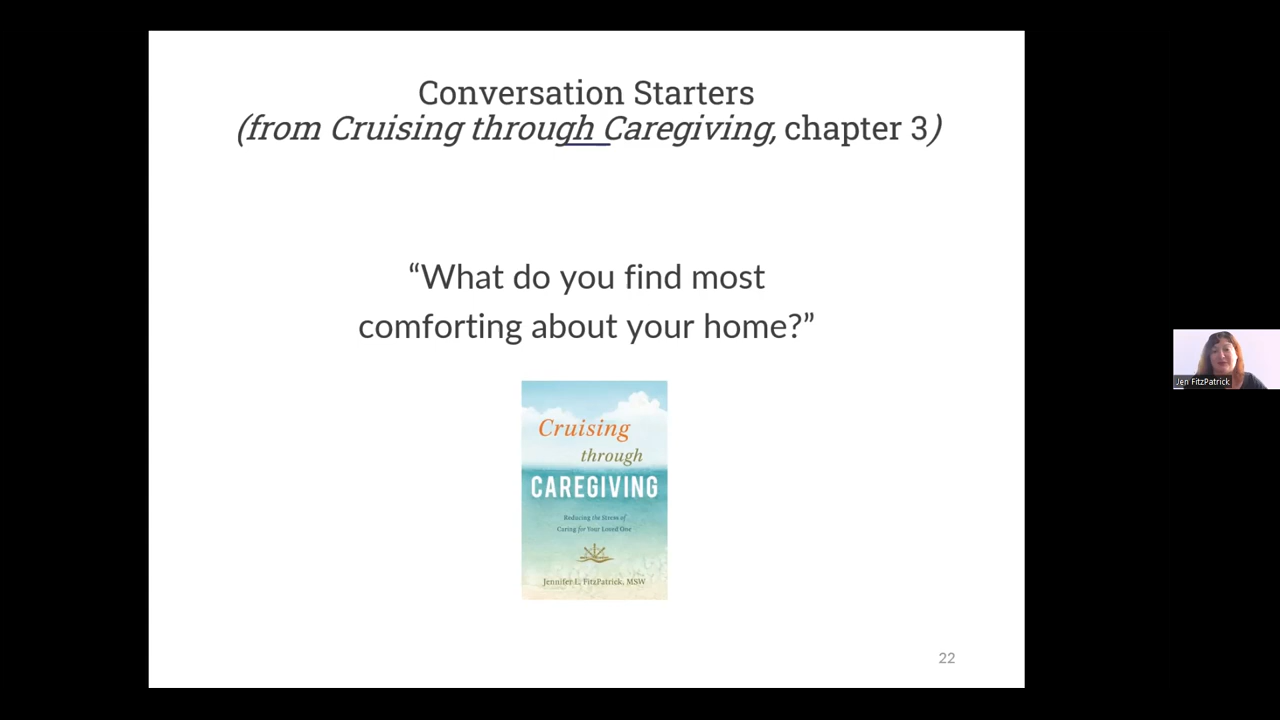 Conversation Starters
(from Cruising through Caregiving, chapter 3)
“What do you find most
comforting about your home?”
Cruising
through
CAREGIVING
Reducing the Stress of
Caring for Your Loved One
Jennifer L. FitzPatrick, MSW
22
Jen FitzPatrick